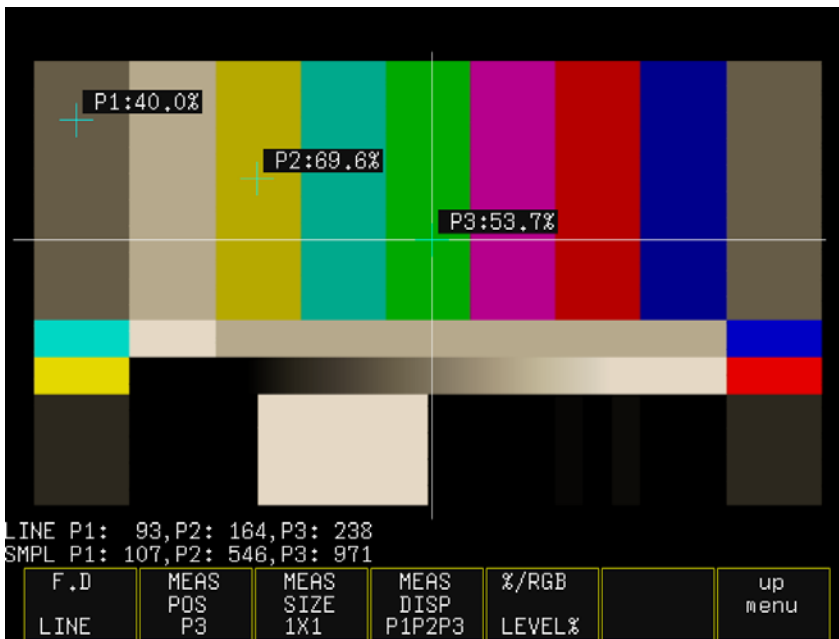 P1:40.0%
P2:69.6%
P3:53.7%
LINE P1: 93,P2: 164,P3: 238
SMPL P1: 107,P2: 546,P3: 971
F.D
LINE
MEAS
POS
P3
MEAS
SIZE
1X1
MEAS
DISP
P1P2P3
%/RGB
LEVEL%
up
menu